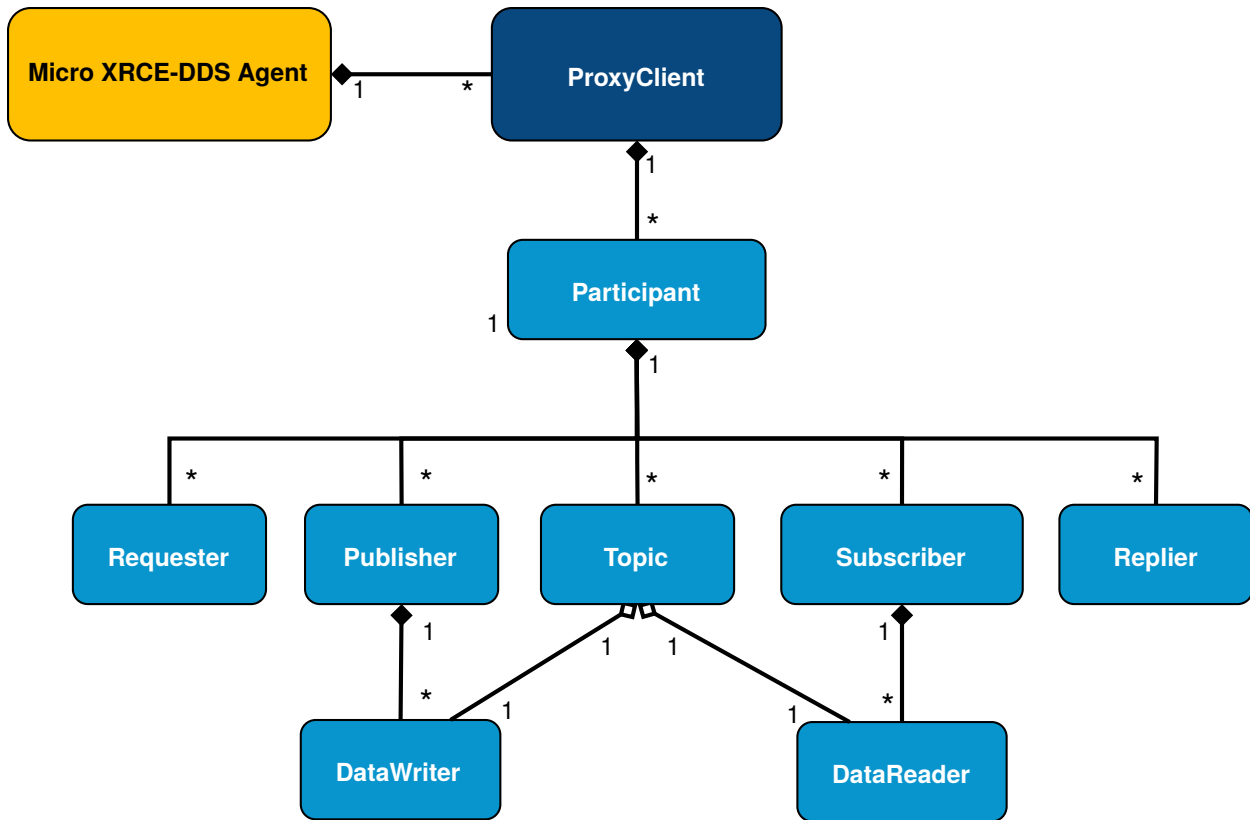 Micro XRCE-DDS Agent
ProxyClient
1
*
1
*
Participant
1
1
*
*
*
*
*
Requester
Publisher
Topic
Subscriber
Replier
1
1
1
1
*
1
1
*
DataWriter
DataReader